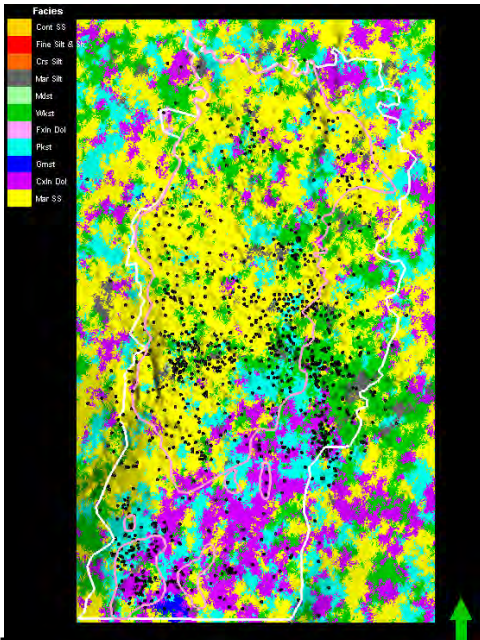 Facies
Cont SS
Fine Silt & Sh
Crs Silt
Mar Silt
Mdst
Wkst
Fxln Dol
Pkst
Grnst
Cxln Dol
Mar SS